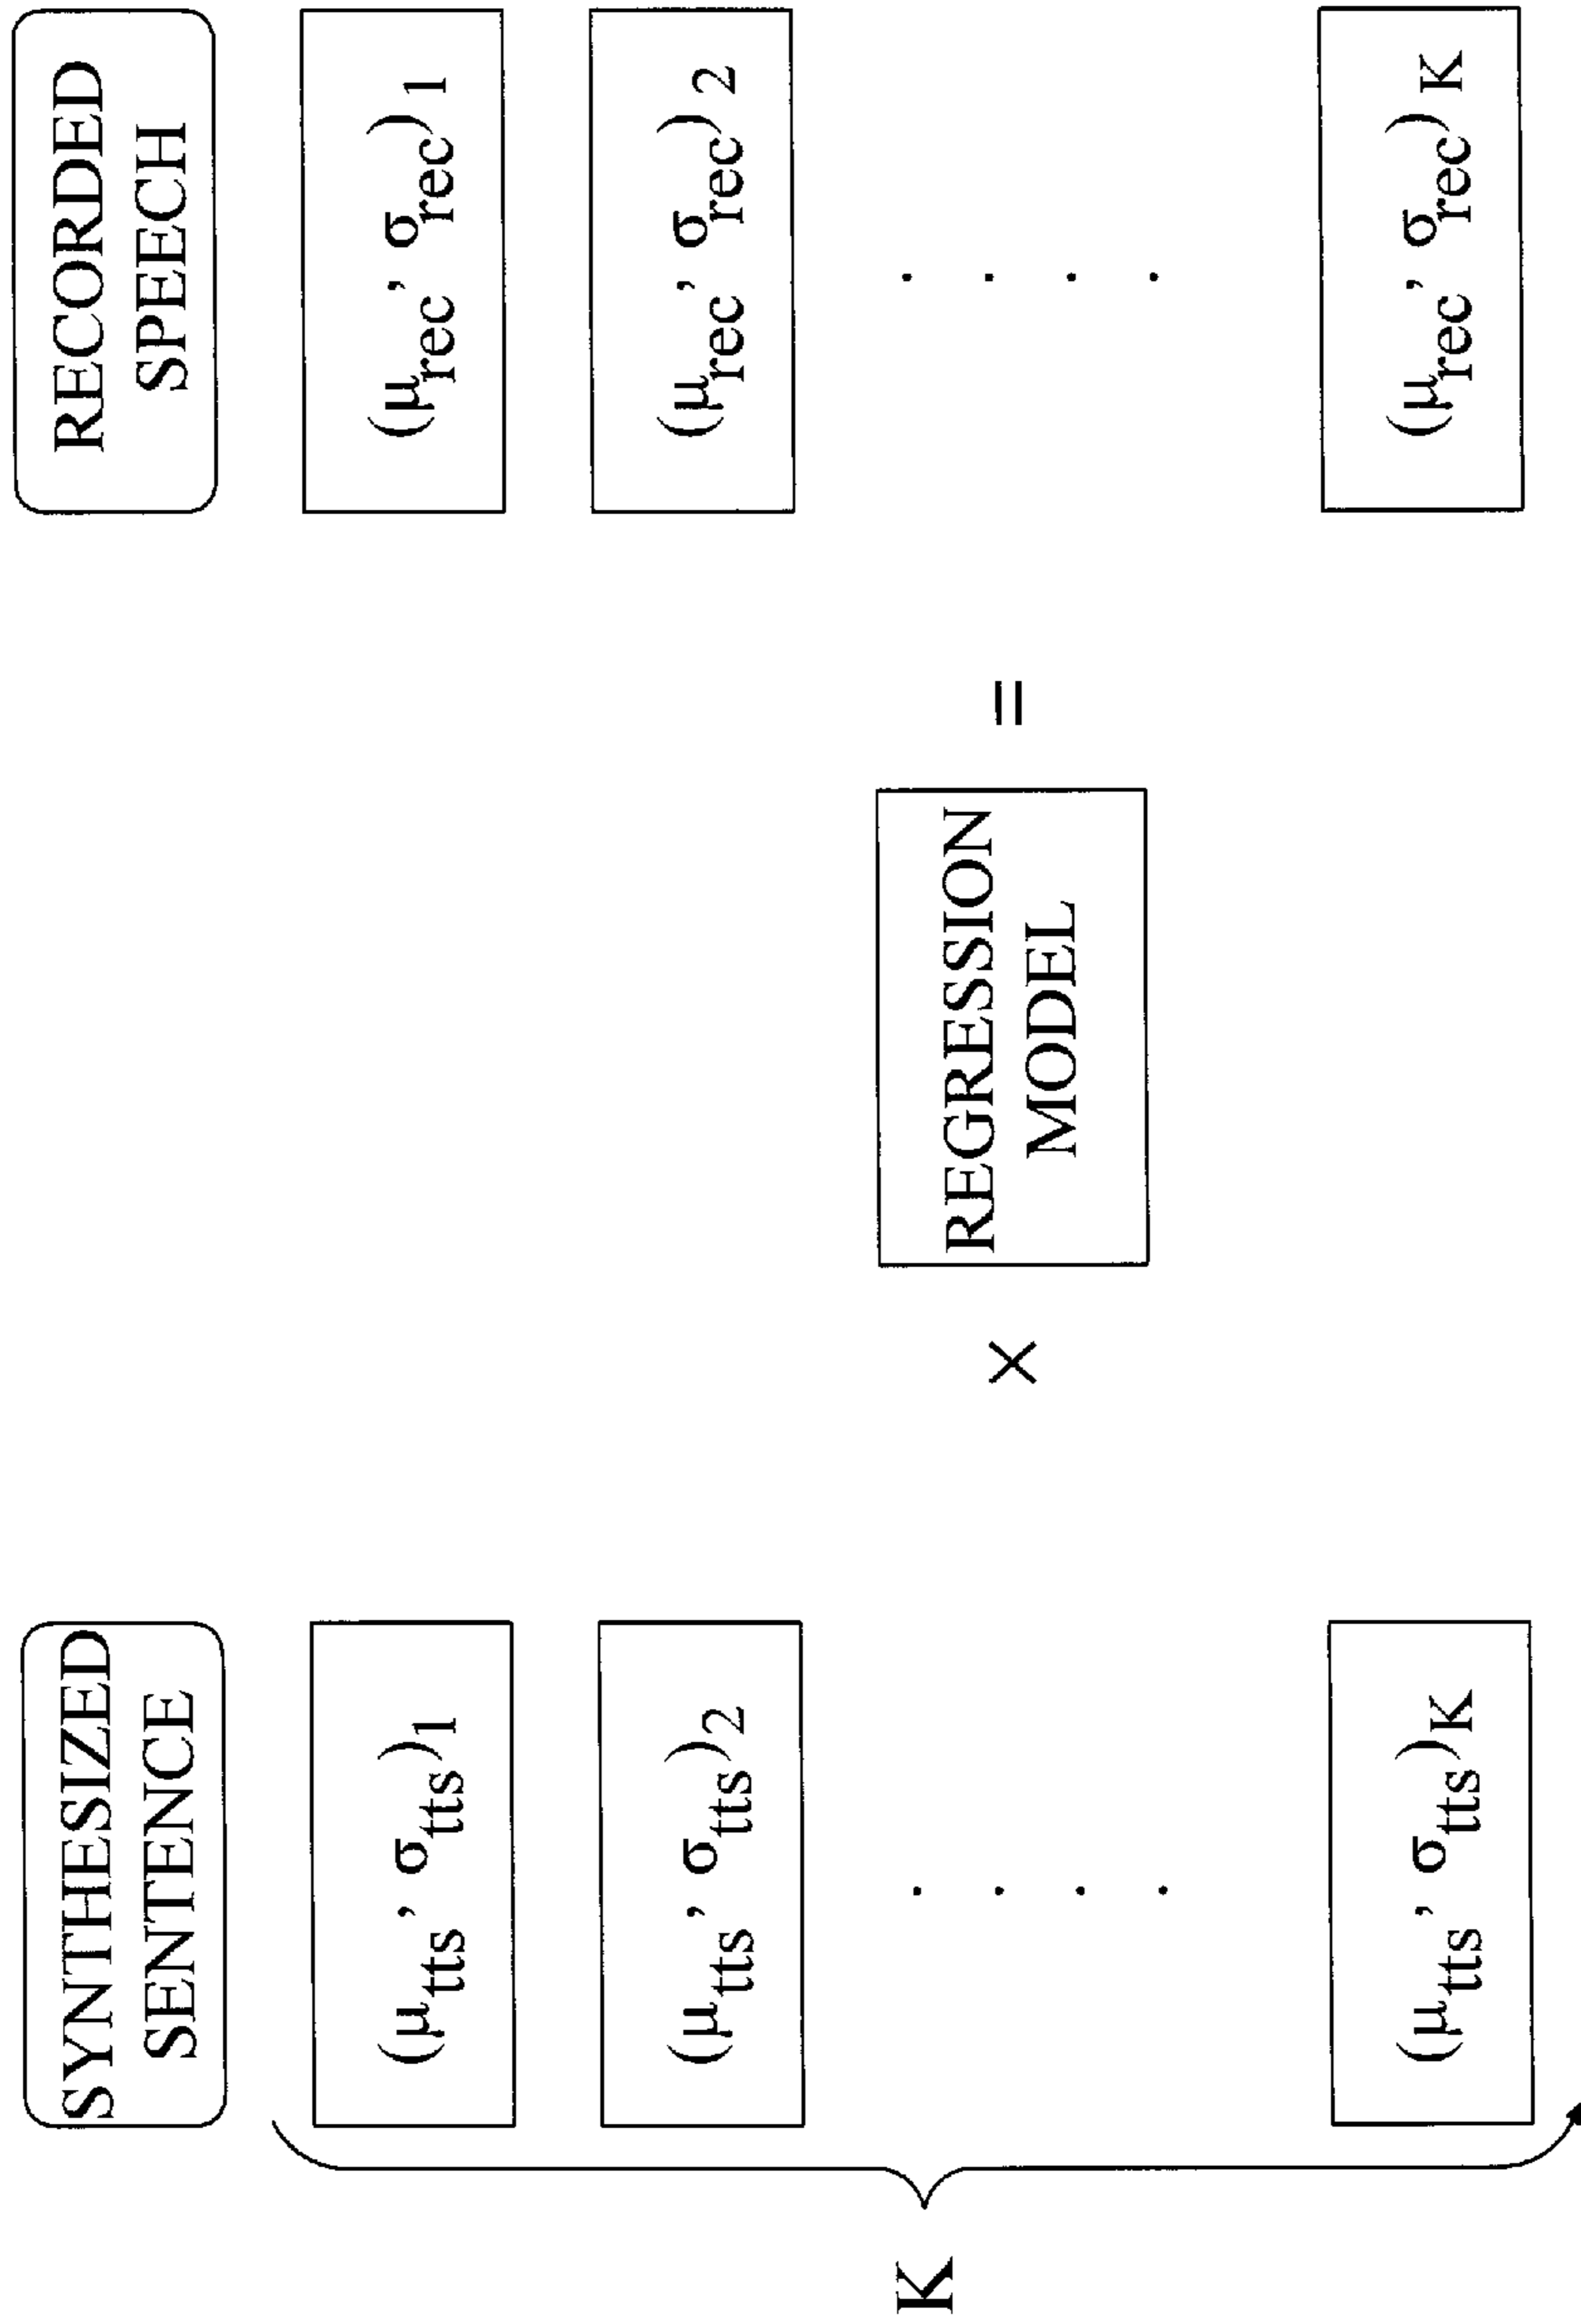 SYNTHESIZED
SENTENCE
(μtts, σtts)1
(μtts, σtts)2
. . . .
(μtts, σtts)K
K
×
REGRESSION
MODEL
=
RECORDED
SPEECH
(μrec, σrec)1
(μrec, σrec)2
. . . .
(μrec, σrec)K